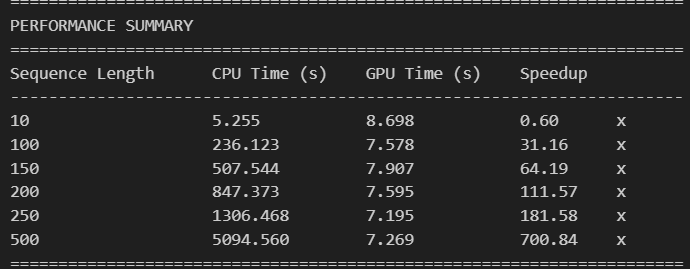 ======================================================================
PERFORMANCE SUMMARY
======================================================================
Sequence Length      CPU Time (s)    GPU Time (s)    Speedup
----------------------------------------------------------------------
10                   5.255           8.698           0.60      x
100                  236.123         7.578           31.16     x
150                  507.544         7.907           64.19     x
200                  847.373         7.595           111.57    x
250                  1306.468        7.195           181.58    x
500                  5094.560        7.269           700.84    x
======================================================================